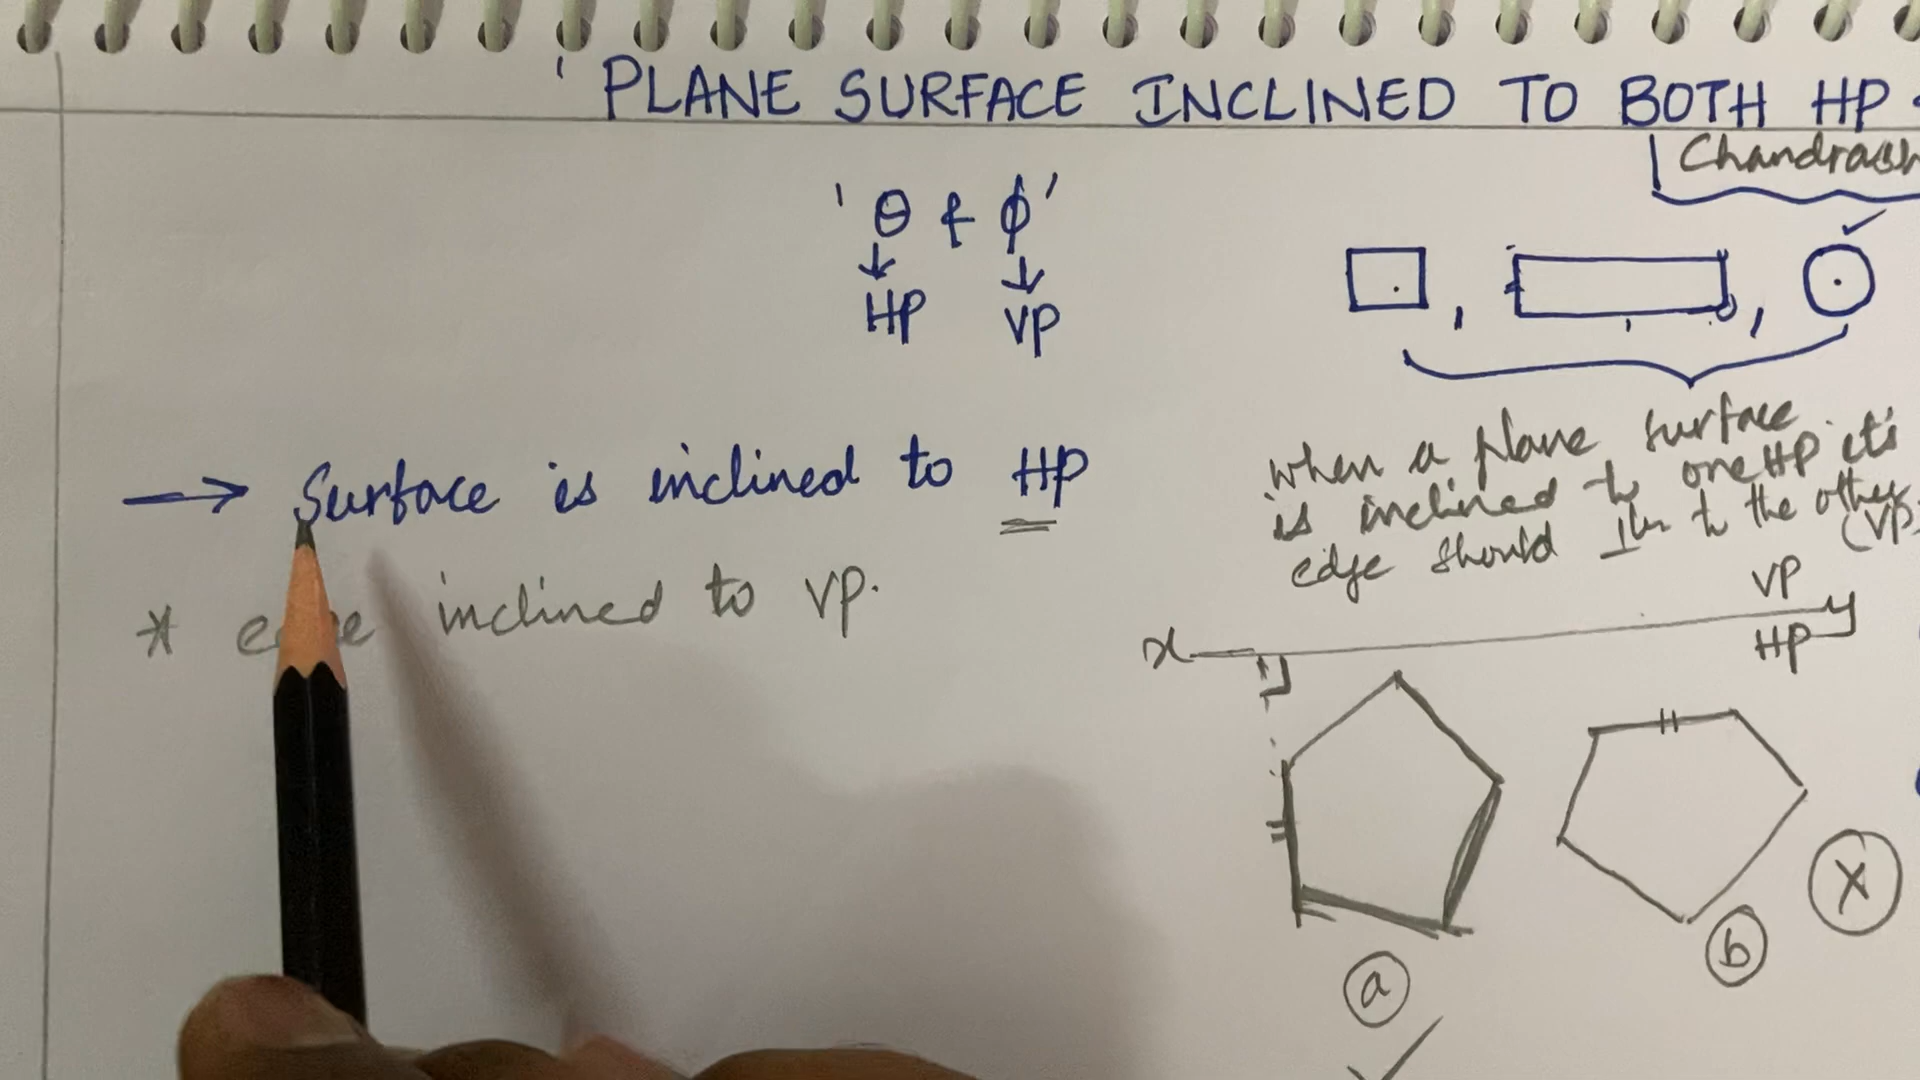 ' PLANE SURFACE INCLINED TO BOTH HP
' θ & ϕ '
HP VP
→ Surface is inclined to HP
* inclined to VP.
when a plane surface
is inclined to one HP it's
edge should ⊥lr to the other
(VP)
VP
x y
HP
a
b
X